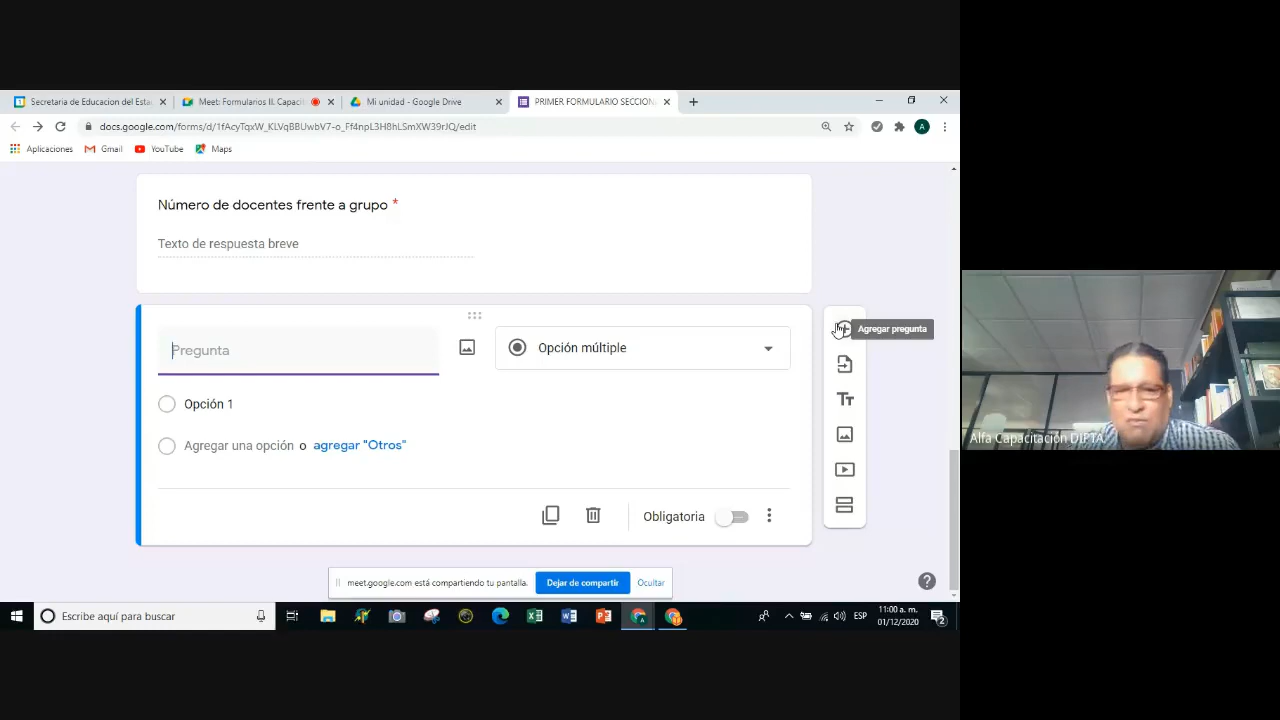 Secretaria de Educacion del Esta
Meet: Formularios II. Capaci
Mi unidad - Google Drive
PRIMER FORMULARIO SECCION
docs.google.com/forms/d/1fAcyTqxW_KLVqBBUwbV7-o_Ff4npL3H8hLSmXW39rJQ/edit
Aplicaciones
Gmail
YouTube
Maps
Número de docentes frente a grupo *
Texto de respuesta breve
Pregunta
Opción múltiple
Agregar pregunta
Opción 1
Agregar una opción o agregar "Otros"
Obligatoria
Alfa Capacitación DIPTA
meet.google.com está compartiendo tu pantalla.
Dejar de compartir
Ocultar
Escribe aquí para buscar
ESP
11:00 a. m.
01/12/2020
2